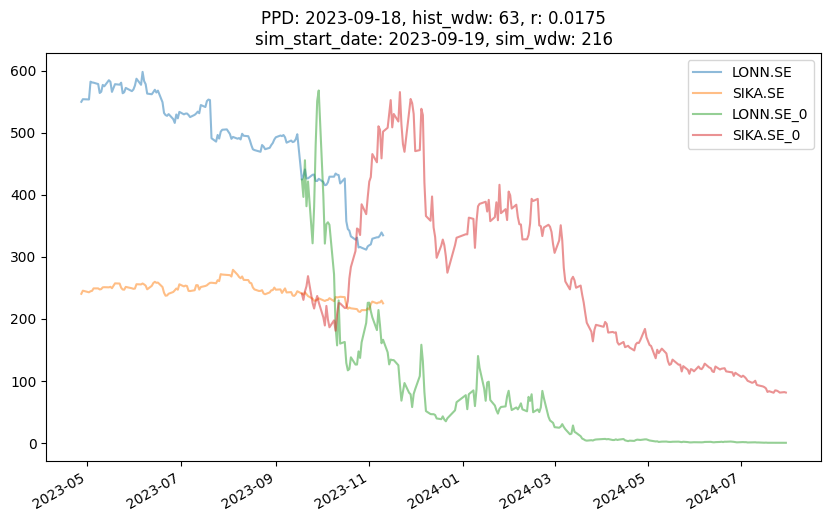 PPD: 2023-09-18, hist_wdw: 63, r: 0.0175
sim_start_date: 2023-09-19, sim_wdw: 216
LONN.SE
SIKA.SE
LONN.SE_0
SIKA.SE_0
600
500
400
300
200
100
0
2023-05
2023-07
2023-09
2023-11
2024-01
2024-03
2024-05
2024-07